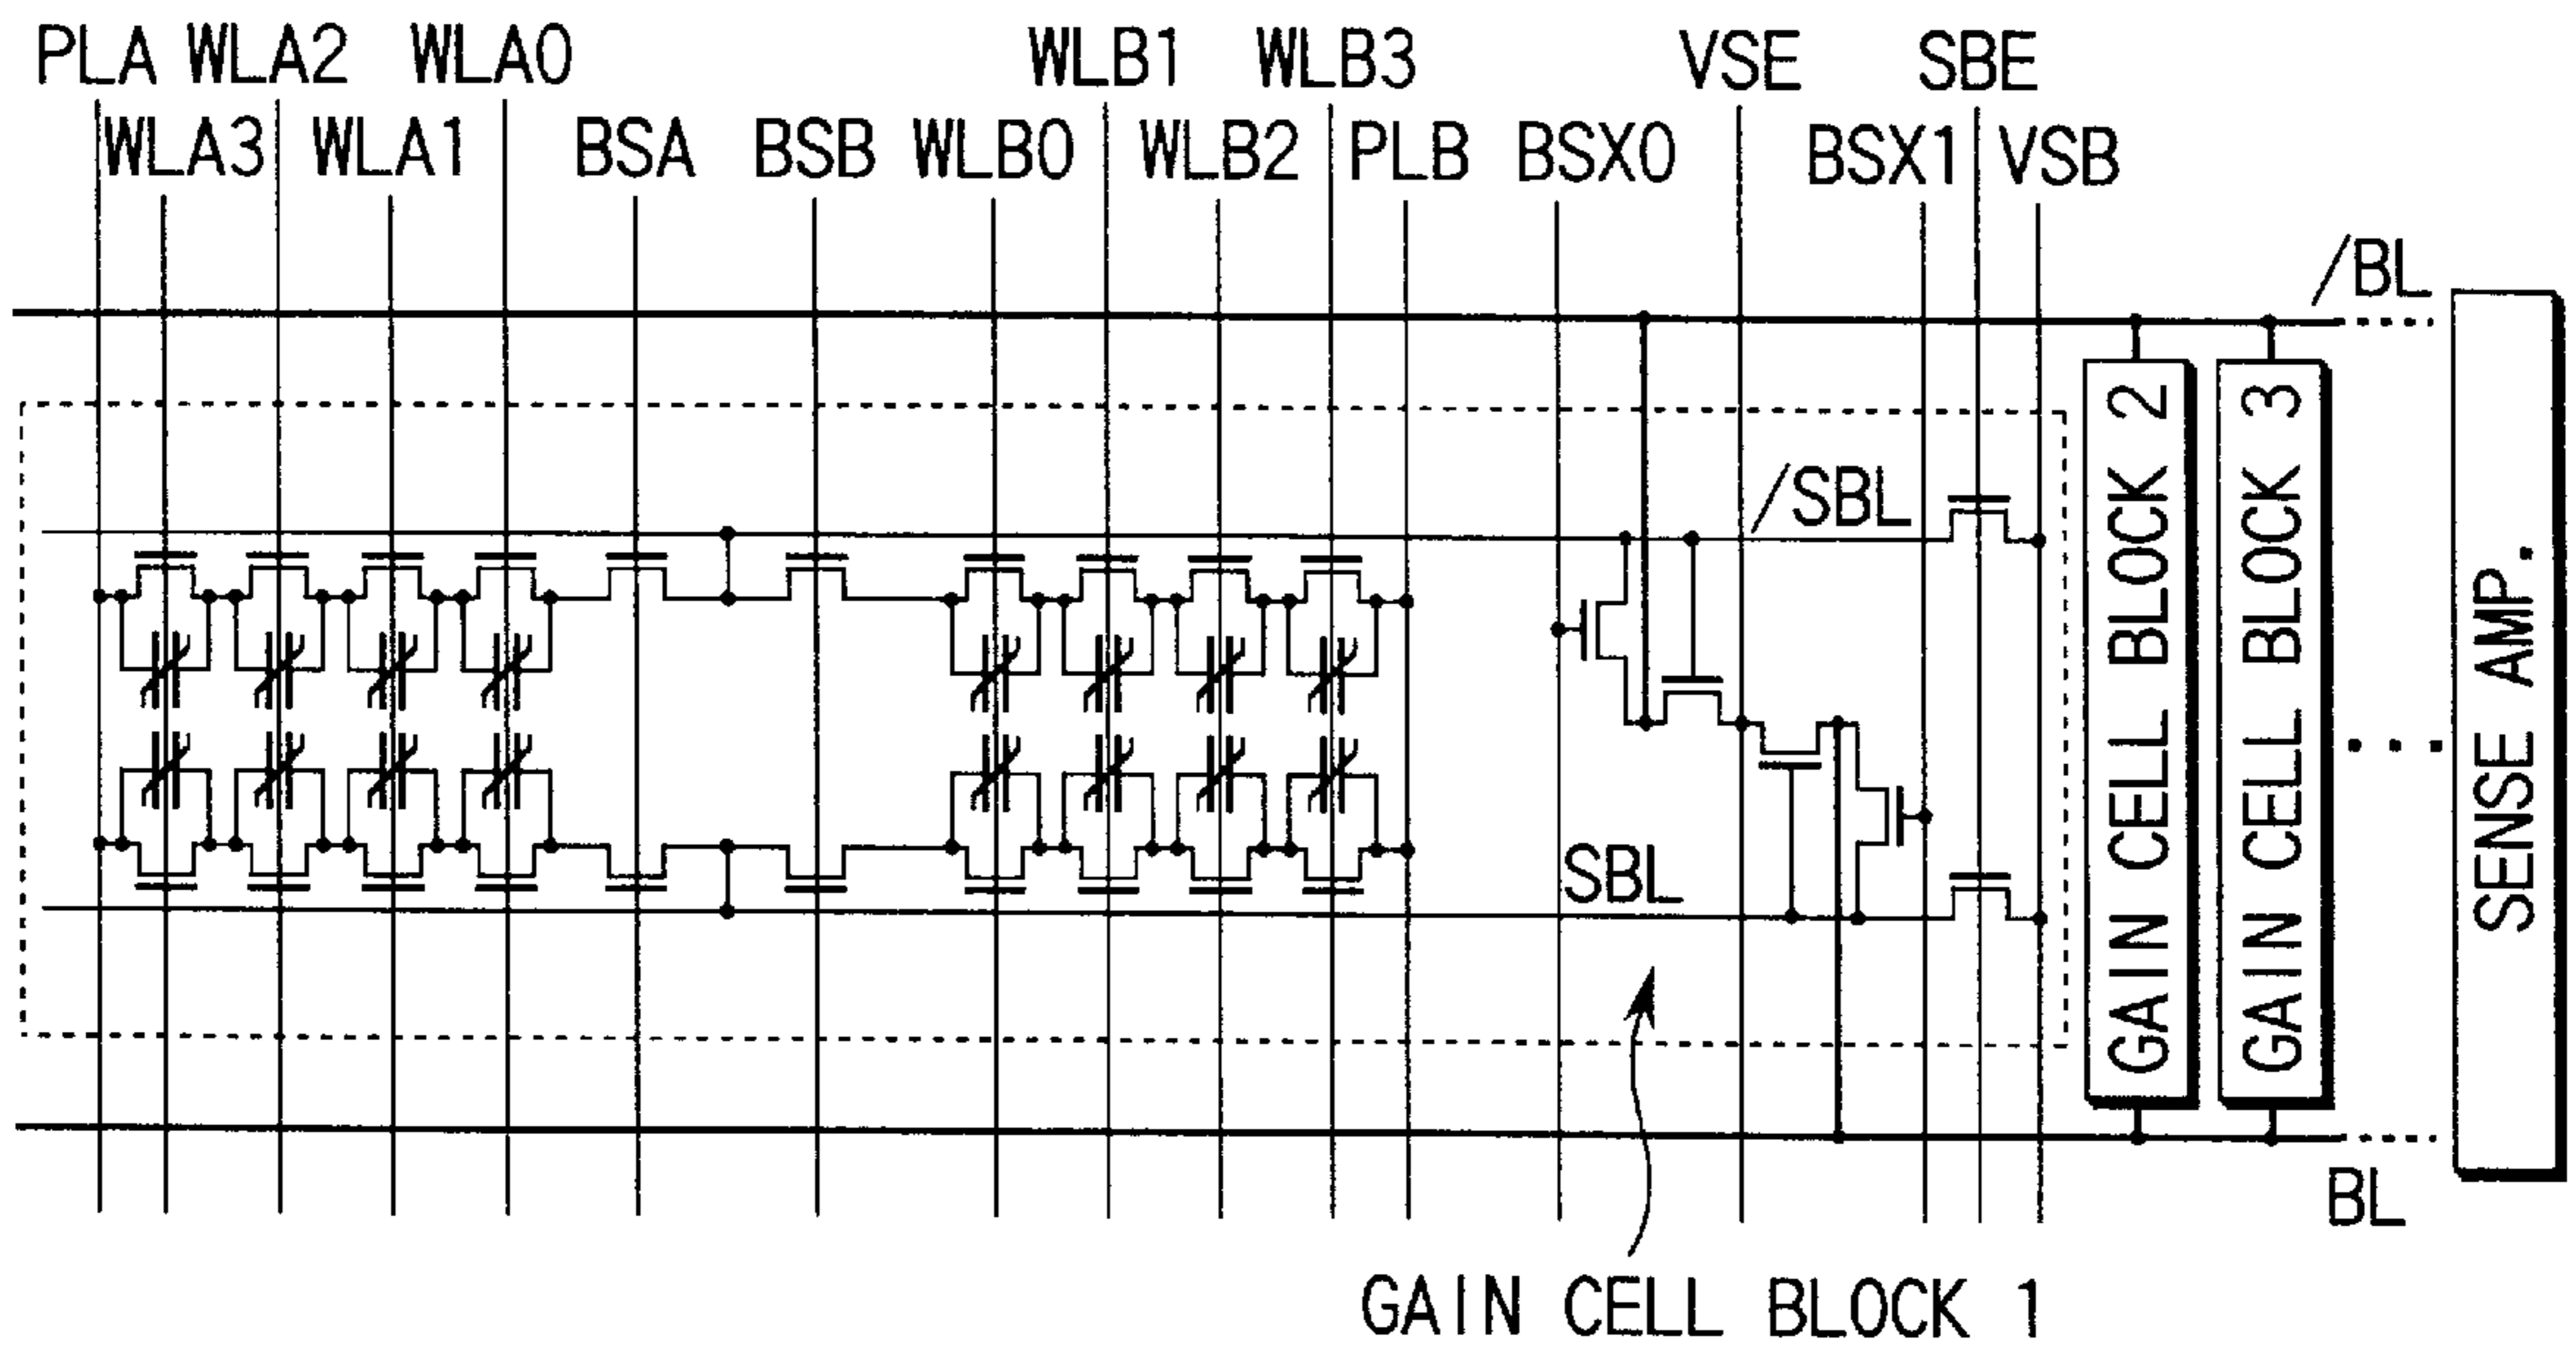 PLA WLA2 WLA0 WLB1 WLB3 VSE SBE
WLA3 WLA1 BSA BSB WLB0 WLB2 PLB BSX0 BSX1 VSB
/BL
/SBL
SBL
GAIN CELL BLOCK 2
GAIN CELL BLOCK 3
SENSE AMP.
BL
GAIN CELL BLOCK 1